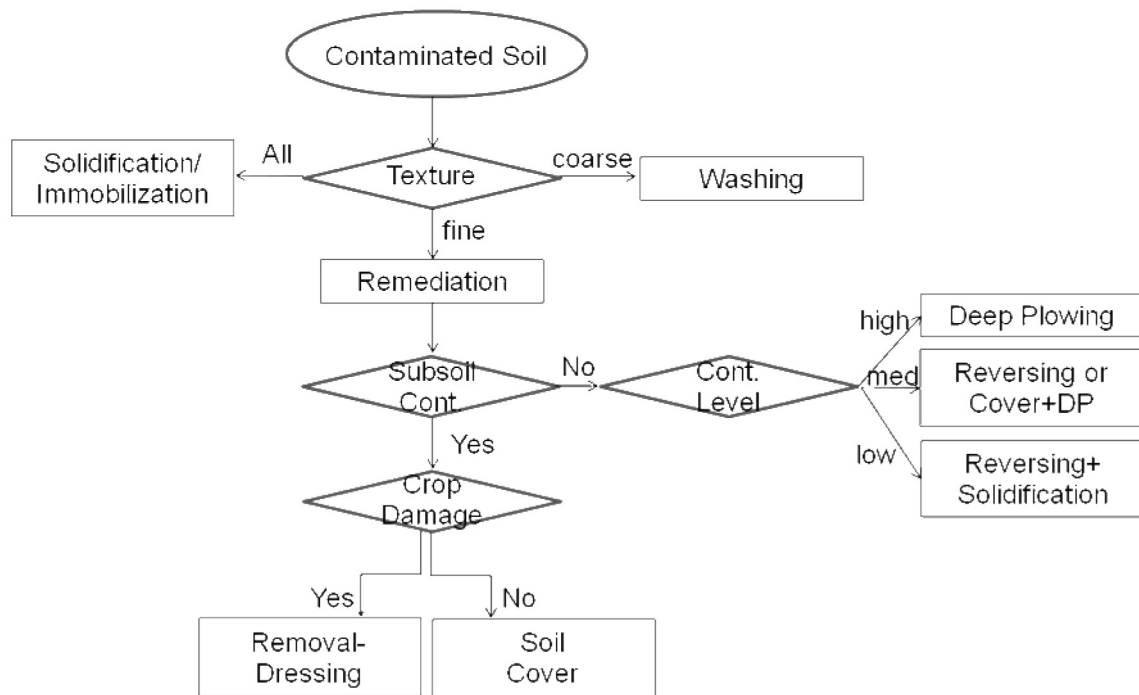 Contaminated Soil
All
coarse
Solidification/
Immobilization
Texture
Washing
fine
Remediation
high
Deep Plowing
Subsoil
Cont.
No
Cont.
Level
med
Reversing or
Cover+DP
Yes
low
Reversing+
Solidification
Crop
Damage
Yes
No
Removal-
Dressing
Soil
Cover